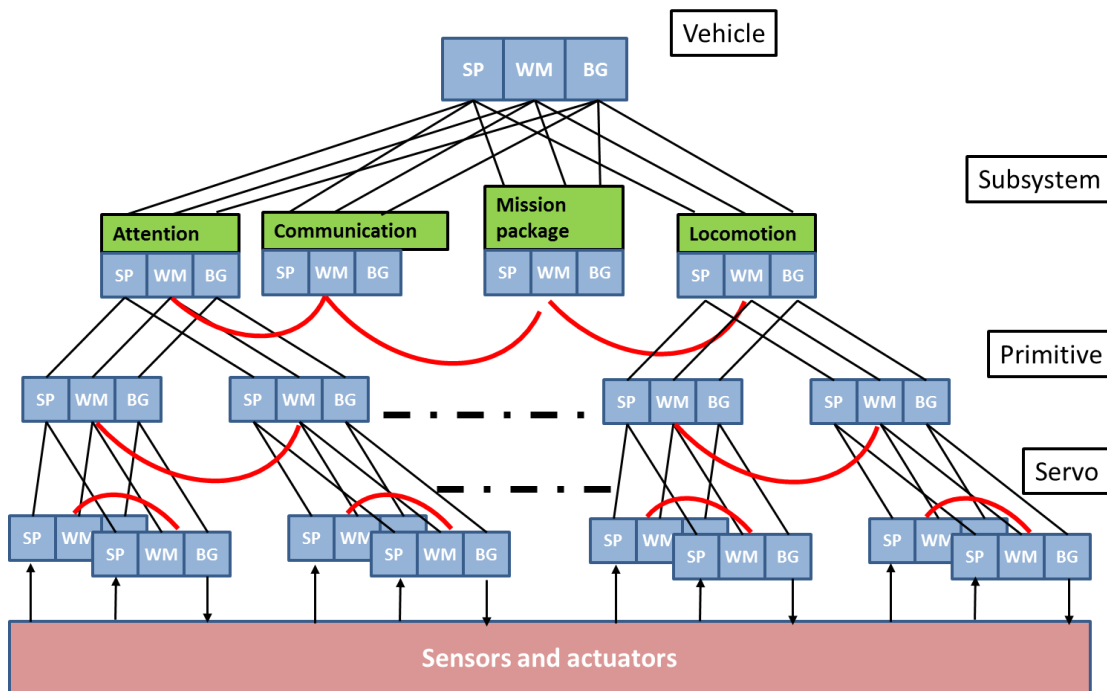 Vehicle
SP WM BG
Subsystem
Attention
Communication
Mission
package
Locomotion
SP WM BG
SP WM BG
SP WM BG
SP WM BG
Primitive
SP WM BG
SP WM BG
SP WM BG
SP WM BG
Servo
SP WM
SP WM BG
SP WM
SP WM BG
SP WM
SP WM BG
SP WM
SP WM BG
Sensors and actuators